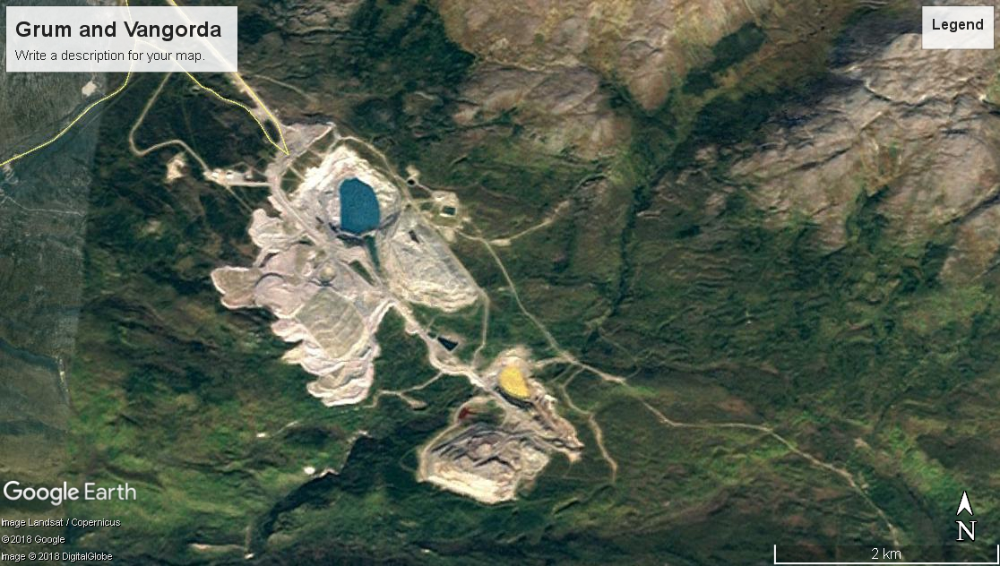 Grum and Vangorda
Write a description for your map.
Legend
Google Earth
Image Landsat / Copernicus
© 2018 Google
Image © 2018 DigitalGlobe
N
2 km